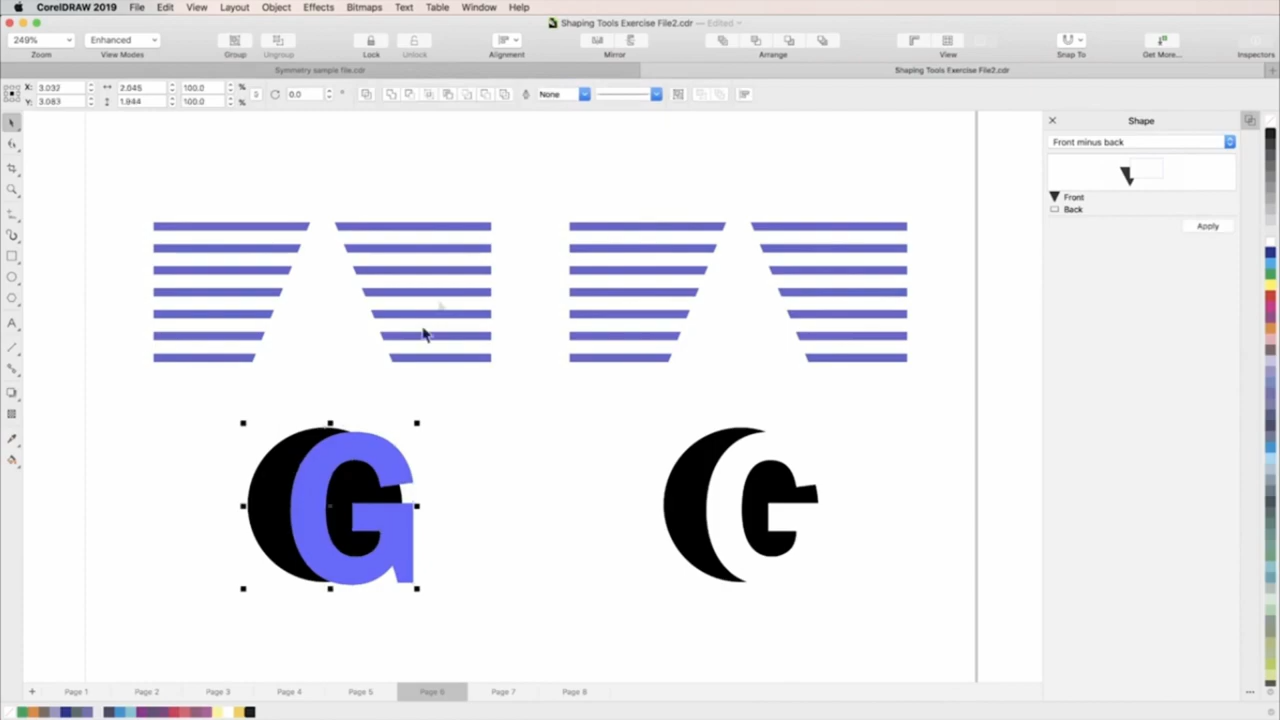 CorelDRAW 2019 File Edit View Layout Object Effects Bitmaps Text Table Window Help
Shaping Tools Exercise File2.cdr — Edited
249% Enhanced
Zoom View Modes Group Ungroup Lock Unlock Alignment Mirror Arrange View Snap To Get More... Inspectors
Symmetry sample file.cdr Shaping Tools Exercise File2.cdr
X: 3.032 2.045 100.0 % 0.0 ° None
Y: 3.083 1.944 100.0 %
Shape
Front minus back
Front
Back
Apply
G G
Page 1 Page 2 Page 3 Page 4 Page 5 Page 6 Page 7 Page 8